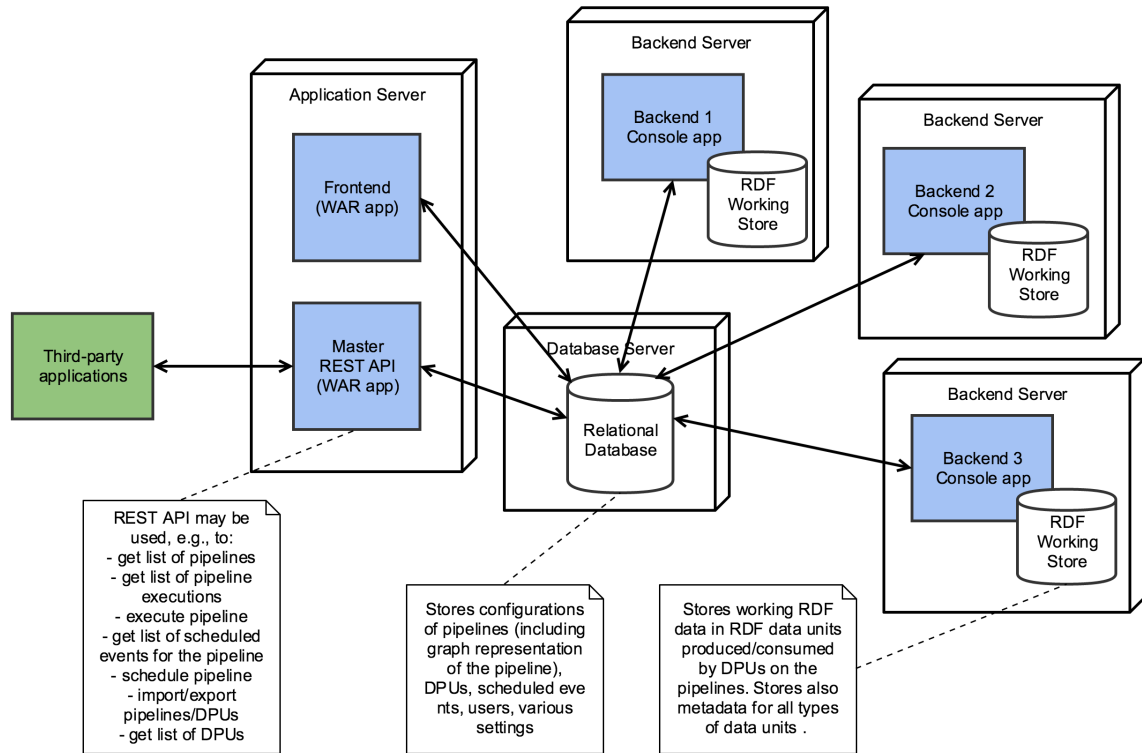 Backend Server
Backend 1
Console app
RDF
Working
Store
Application Server
Frontend
(WAR app)
Backend Server
Backend 2
Console app
RDF
Working
Store
Third-party
applications
Master
REST API
(WAR app)
Database Server
Relational
Database
Backend Server
Backend 3
Console app
RDF
Working
Store
REST API may be
used, e.g., to:
- get list of pipelines
- get list of pipeline
executions
- execute pipeline
- get list of scheduled
events for the pipeline
- schedule pipeline
- import/export
pipelines/DPUs
- get list of DPUs
Stores configurations
of pipelines (including
graph representation
of the pipeline),
DPUs, scheduled eve
nts, users, various
settings
Stores working RDF
data in RDF data units
produced/consumed
by DPUs on the
pipelines. Stores also
metadata for all types
of data units .